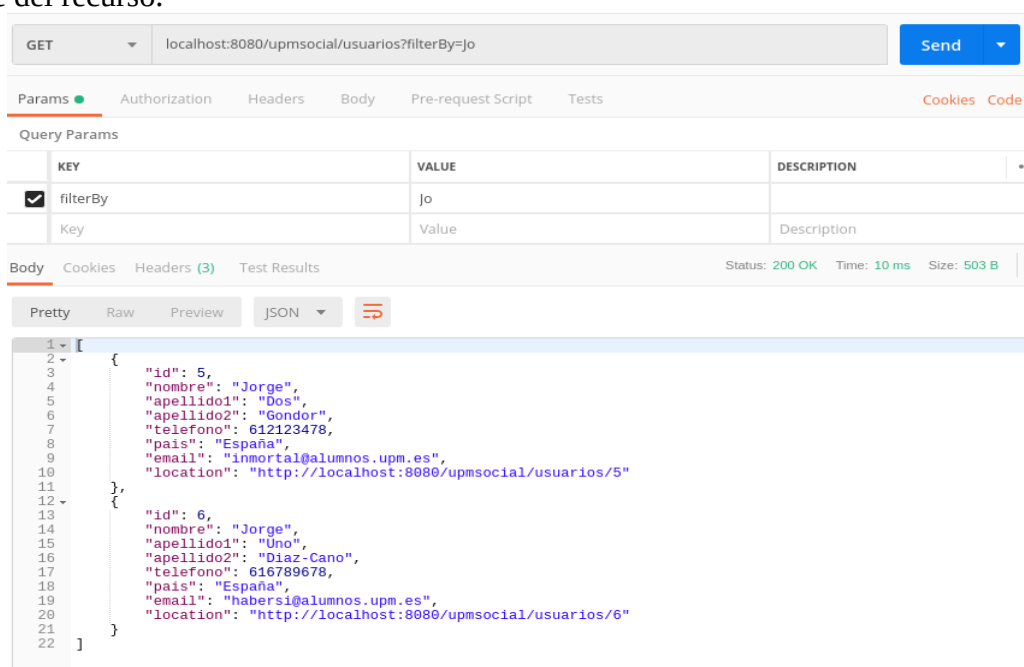 e del recurso:
GET localhost:8080/upmsocial/usuarios?filterBy=Jo Send
Params Authorization Headers Body Pre-request Script Tests Cookies Code
Query Params
KEY VALUE DESCRIPTION
filterBy Jo
Key Value Description
Body Cookies Headers (3) Test Results Status: 200 OK Time: 10 ms Size: 503 B
Pretty Raw Preview JSON
1 [
2 {
3 "id": 5,
4 "nombre": "Jorge",
5 "apellido1": "Dos",
6 "apellido2": "Gondor",
7 "telefono": 612123478,
8 "pais": "España",
9 "email": "inmortal@alumnos.upm.es",
10 "location": "http://localhost:8080/upmsocial/usuarios/5"
11 },
12 {
13 "id": 6,
14 "nombre": "Jorge",
15 "apellido1": "Uno",
16 "apellido2": "Diaz-Cano",
17 "telefono": 616789678,
18 "pais": "España",
19 "email": "habersi@alumnos.upm.es",
20 "location": "http://localhost:8080/upmsocial/usuarios/6"
21 }
22 ]